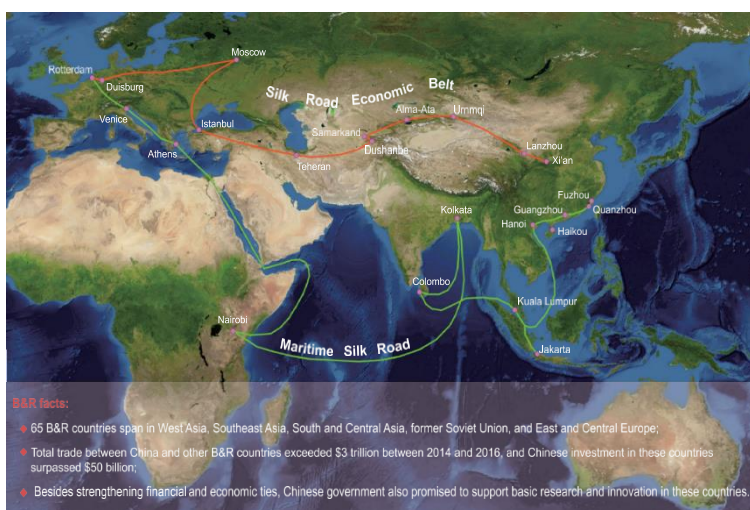 Moscow
Rotterdam
Duisburg
Silk Road Economic Belt
Venice
Istanbul
Alma-Ata
Urnmqi
Samarkand
Athens
Dushanbe
Teheran
Lanzhou
Xi'an
Fuzhou
Kolkata
Guangzhou
Quanzhou
Hanoi
Haikou
Colombo
Kuala Lumpur
Nairobi
Maritime Silk Road
Jakarta
B&R facts:
65 B&R countries span in West Asia, Southeast Asia, South and Central Asia, former Soviet Union, and East and Central Europe;
Total trade between China and other B&R countries exceeded $3 trillion between 2014 and 2016, and Chinese investment in these countries
surpassed $50 billion;
Besides strengthening financial and economic ties, Chinese government also promised to support basic research and innovation in these countries.